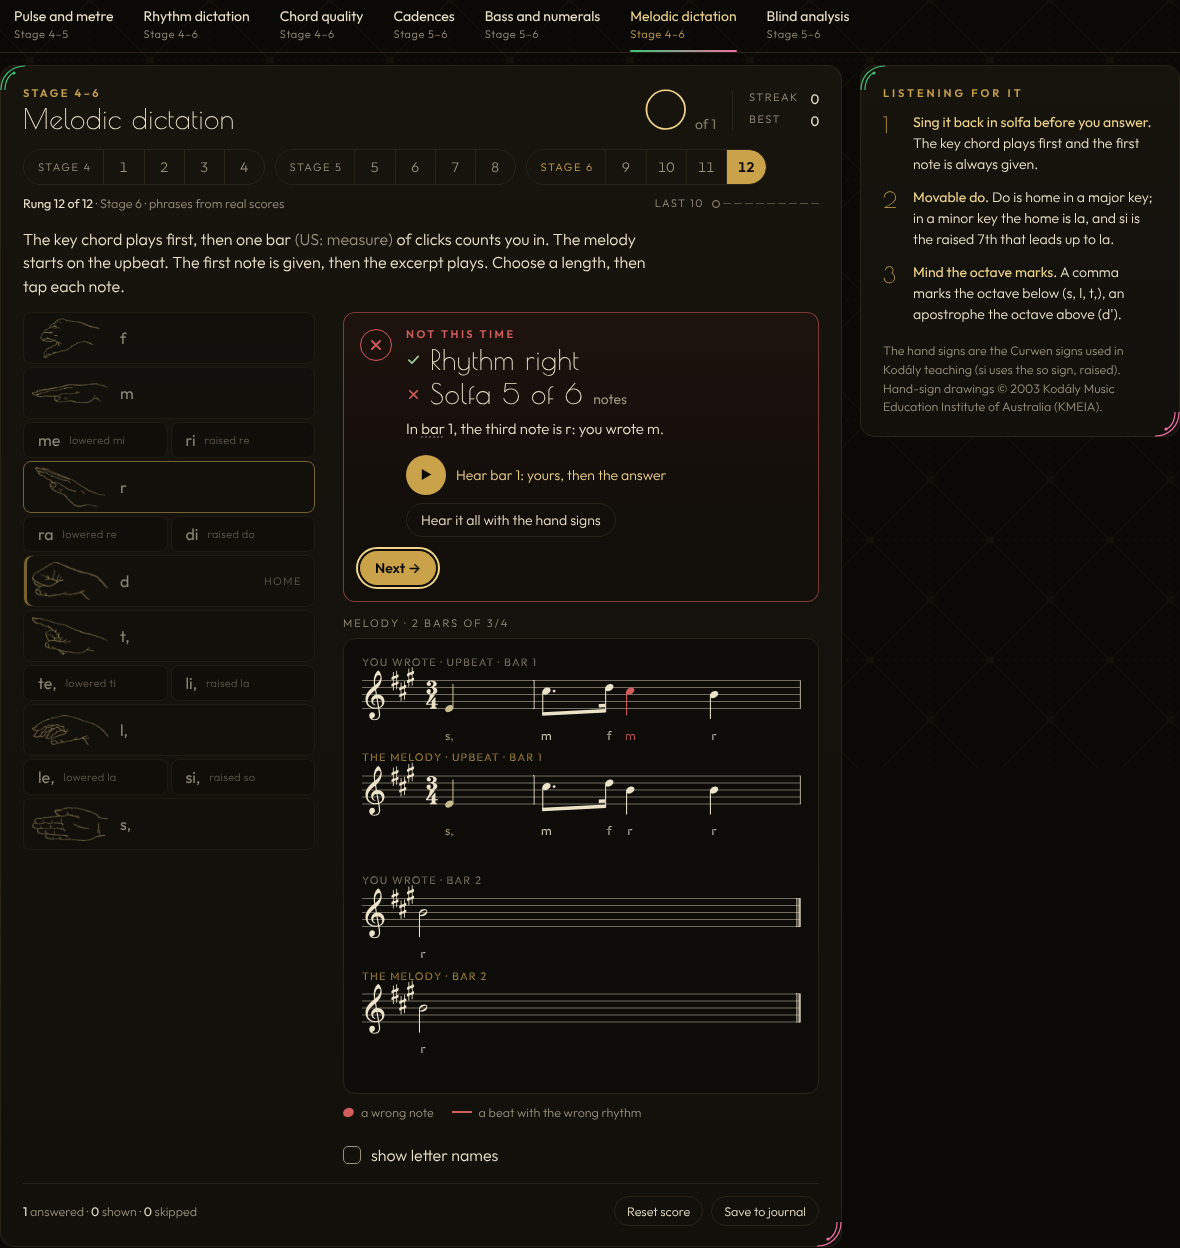 Pulse and metre
Stage 4–5
Rhythm dictation
Stage 4–6
Chord quality
Stage 4–6
Cadences
Stage 5–6
Bass and numerals
Stage 5–6
Melodic dictation
Stage 4–6
Blind analysis
Stage 5–6
STAGE 4–6
Melodic dictation
of 1
STREAK 0
BEST 0
STAGE 4 1 2 3 4
STAGE 5 5 6 7 8
STAGE 6 9 10 11 12
Rung 12 of 12 · Stage 6 · phrases from real scores
LAST 10
The key chord plays first, then one bar (US: measure) of clicks counts you in. The melody
starts on the upbeat. The first note is given, then the excerpt plays. Choose a length, then
tap each note.
f
m
me lowered mi
ri raised re
r
ra lowered re
di raised do
d HOME
t,
te, lowered ti
li, raised la
l,
le, lowered la
si, raised so
s,
NOT THIS TIME
Rhythm right
Solfa 5 of 6 notes
In bar 1, the third note is r: you wrote m.
Hear bar 1: yours, then the answer
Hear it all with the hand signs
Next →
MELODY · 2 BARS OF 3/4
YOU WROTE · UPBEAT · BAR 1
3
4
s, m f m r
THE MELODY · UPBEAT · BAR 1
3
4
s, m f r r
YOU WROTE · BAR 2
r
THE MELODY · BAR 2
r
a wrong note
a beat with the wrong rhythm
show letter names
1 answered · 0 shown · 0 skipped
Reset score
Save to journal
LISTENING FOR IT
1 Sing it back in solfa before you answer.
The key chord plays first and the first
note is always given.
2 Movable do. Do is home in a major key;
in a minor key the home is la, and si is
the raised 7th that leads up to la.
3 Mind the octave marks. A comma
marks the octave below (s, l, t,), an
apostrophe the octave above (d').
The hand signs are the Curwen signs used in
Kodály teaching (si uses the so sign, raised).
Hand-sign drawings © 2003 Kodály Music
Education Institute of Australia (KMEIA).